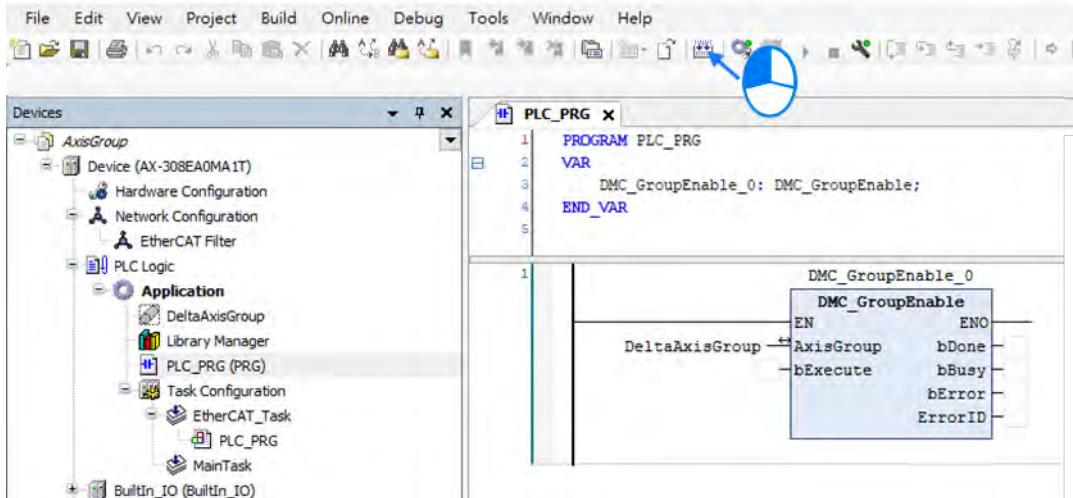 File Edit View Project Build Online Debug Tools Window Help
Devices
AxisGroup
Device (AX-308EA0MA1T)
Hardware Configuration
Network Configuration
EtherCAT Filter
PLC Logic
Application
DeltaAxisGroup
Library Manager
PLC_PRG (PRG)
Task Configuration
EtherCAT_Task
PLC_PRG
MainTask
BuiltIn_IO (BuiltIn_IO)
PLC_PRG
1 PROGRAM PLC_PRG
2 VAR
3 DMC_GroupEnable_0: DMC_GroupEnable;
4 END_VAR
5
1
DMC_GroupEnable_0
DMC_GroupEnable
EN ENO
DeltaAxisGroup AxisGroup bDone
bExecute bBusy
bError
ErrorID